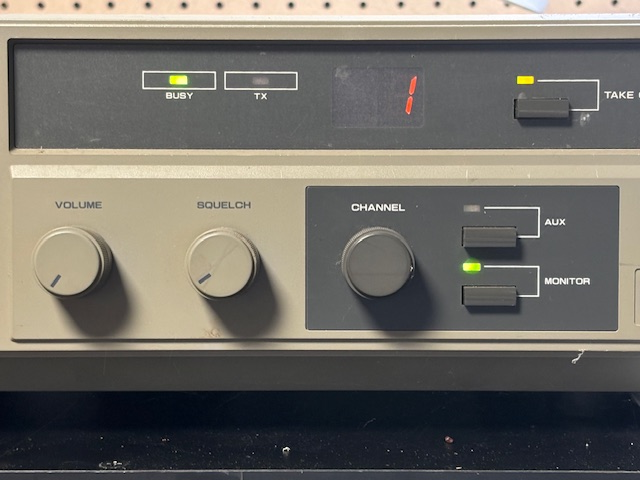 BUSY
TX
1
TAKE
VOLUME
SQUELCH
CHANNEL
AUX
MONITOR